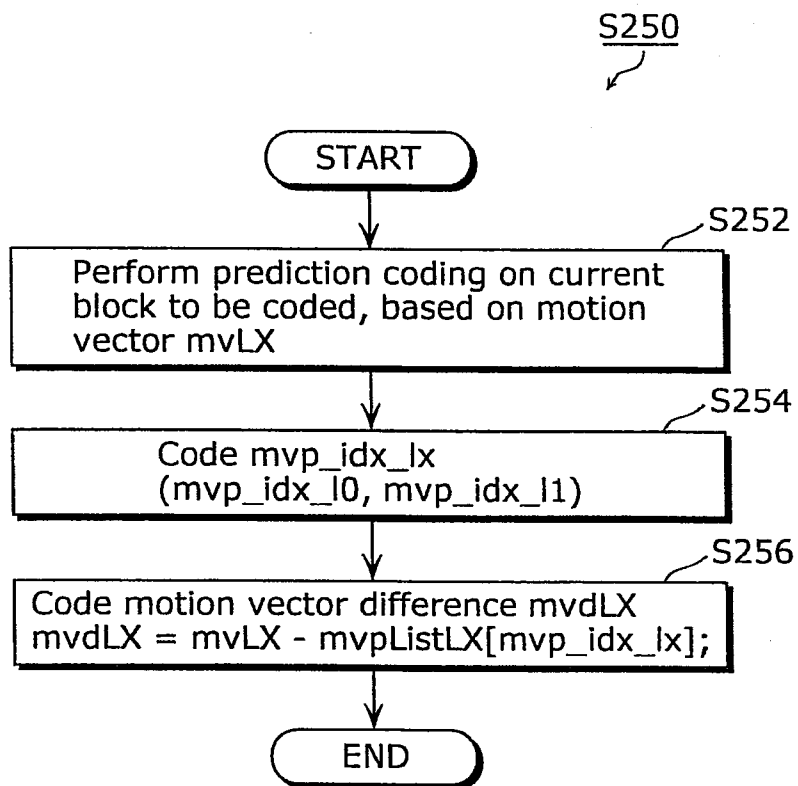 S250
START
S252
Perform prediction coding on current
block to be coded, based on motion
vector mvLX
S254
Code mvp_idx_lx
(mvp_idx_l0, mvp_idx_l1)
S256
Code motion vector difference mvdLX
mvdLX = mvLX - mvpListLX[mvp_idx_lx];
END